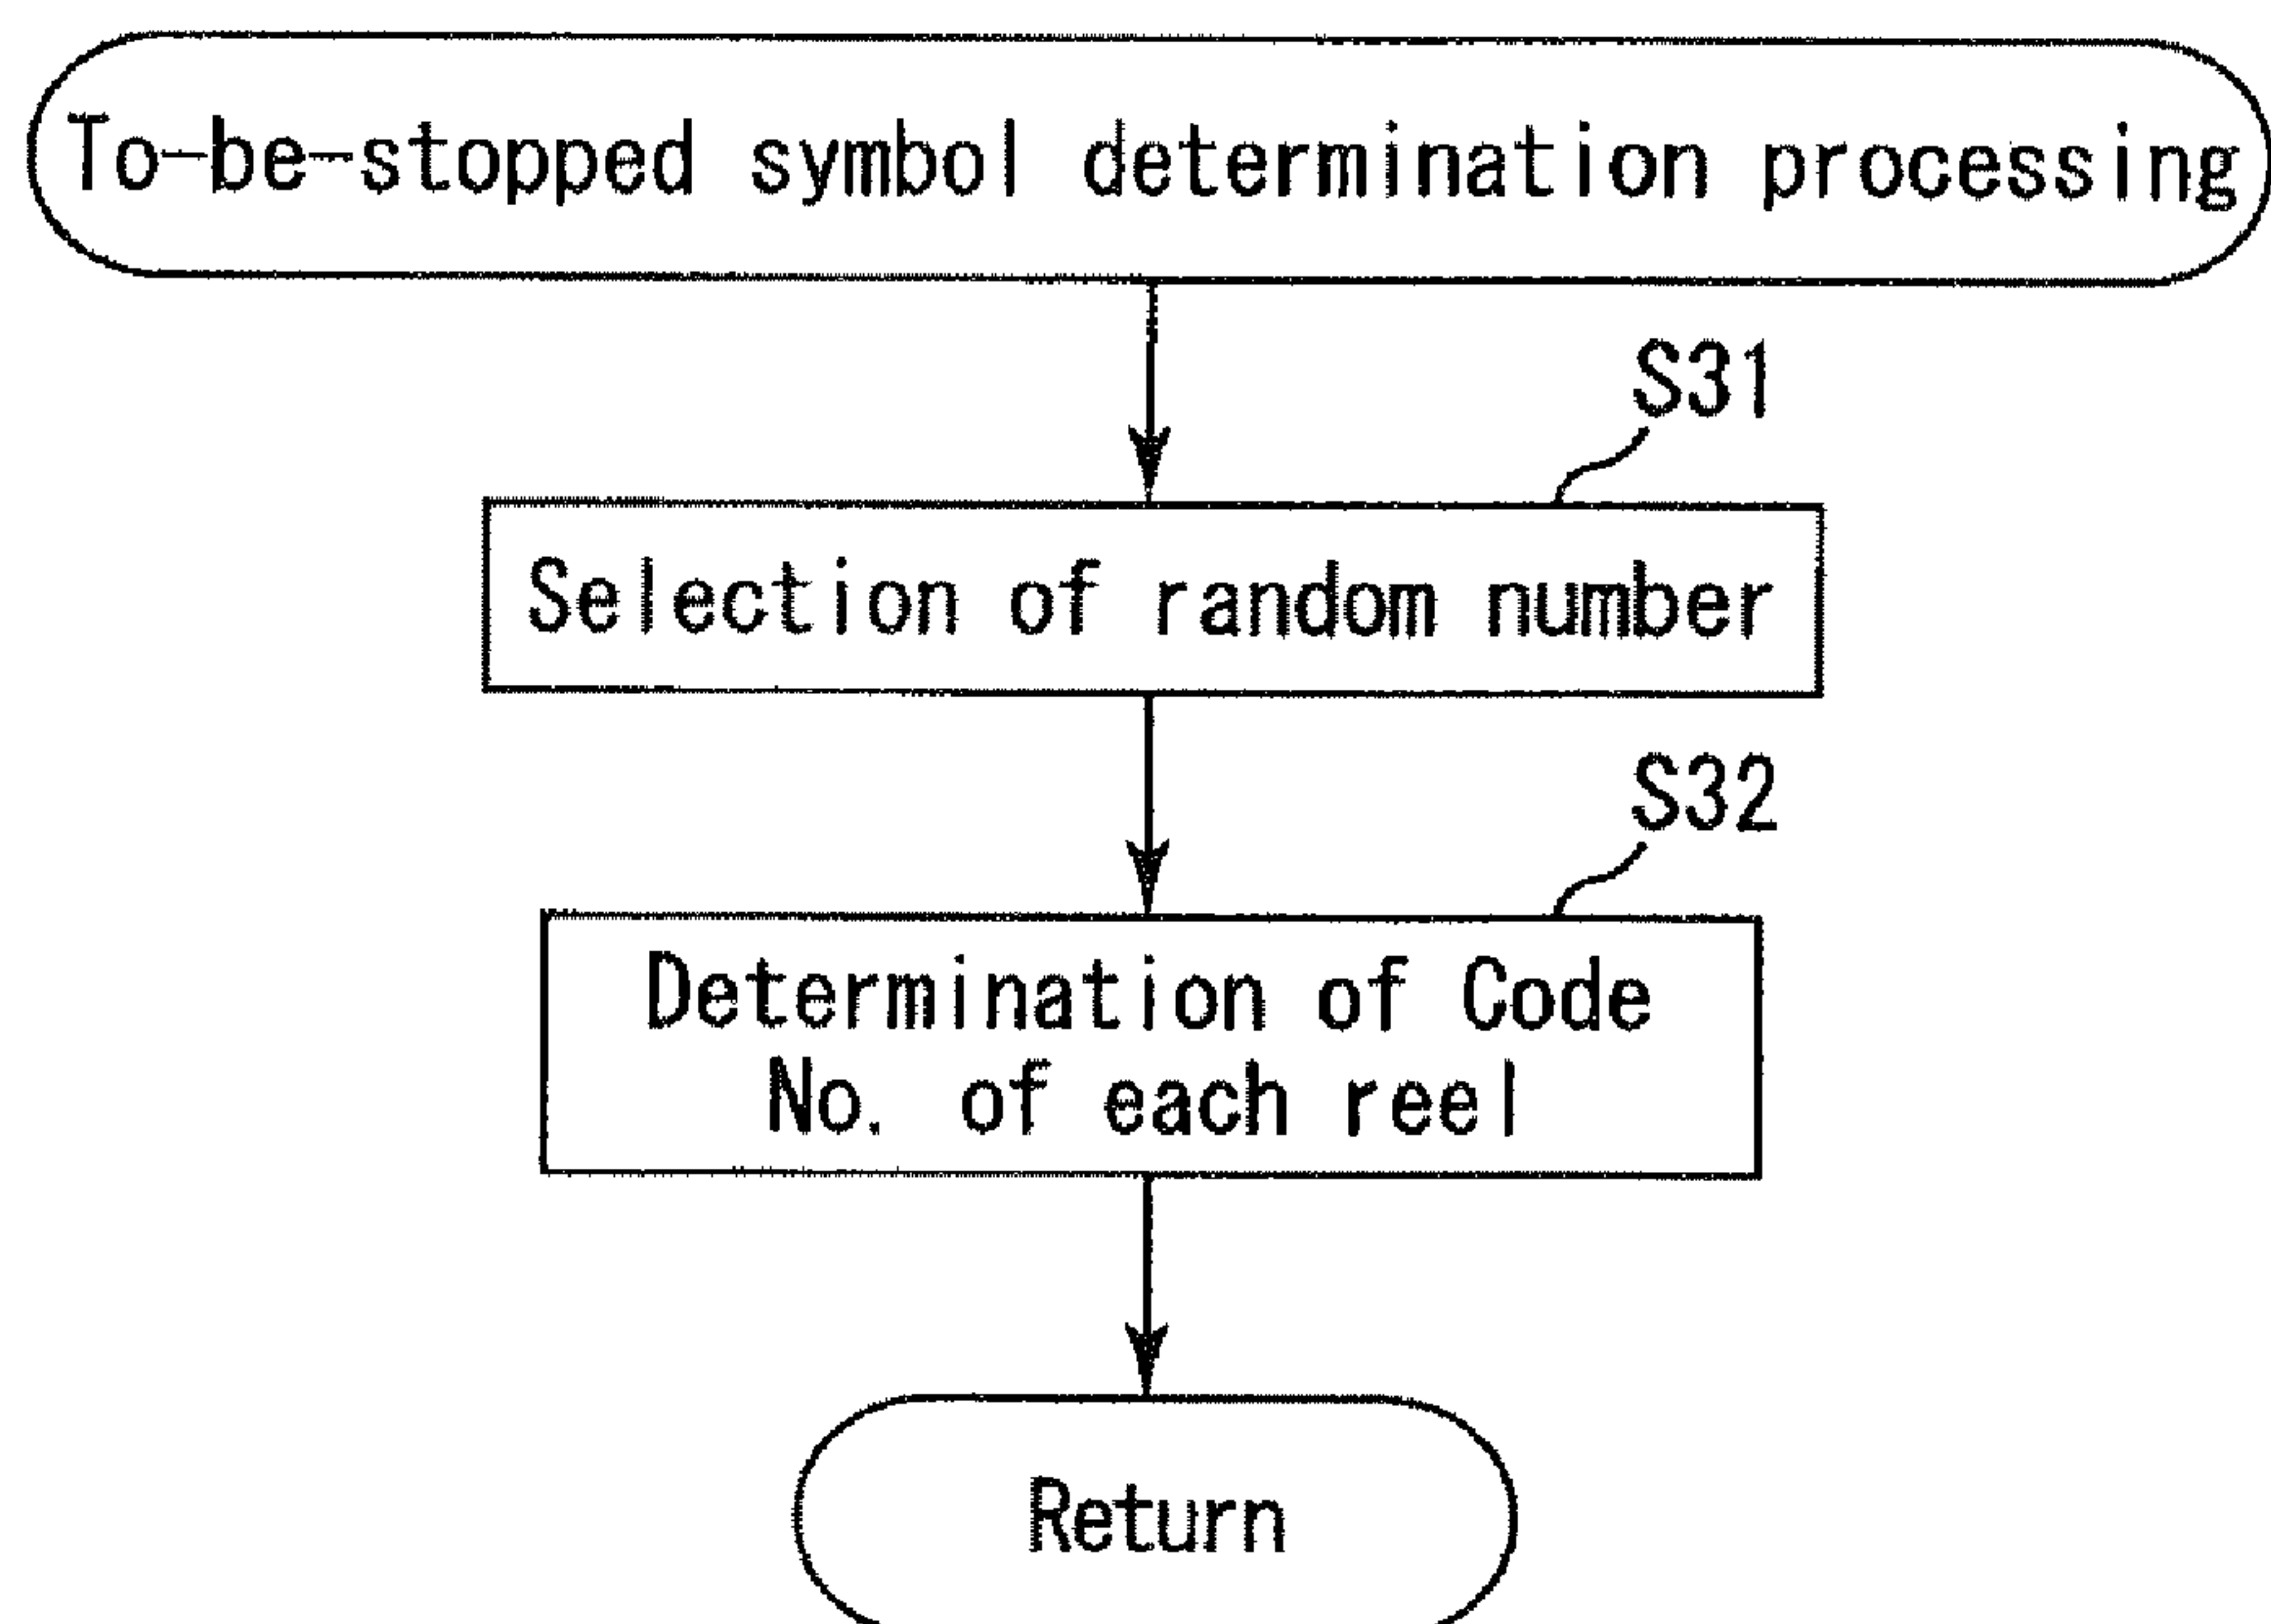 To-be-stopped symbol determination processing
S31
Selection of random number
S32
Determination of Code
No. of each reel
Return